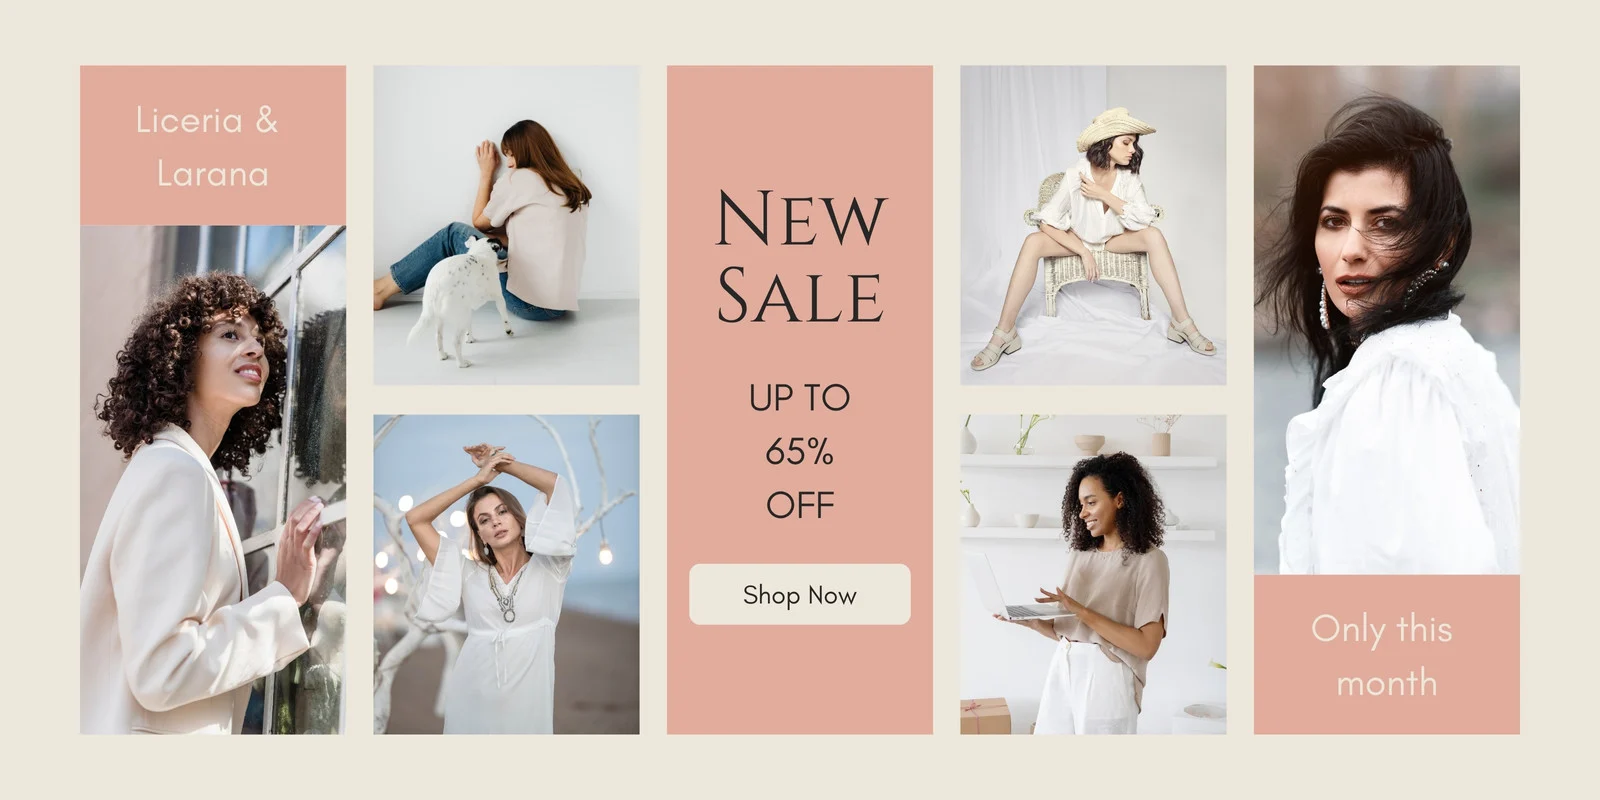 Liceria &
Larana
NEW
SALE
UP TO
65%
OFF
Shop Now
Only this
month